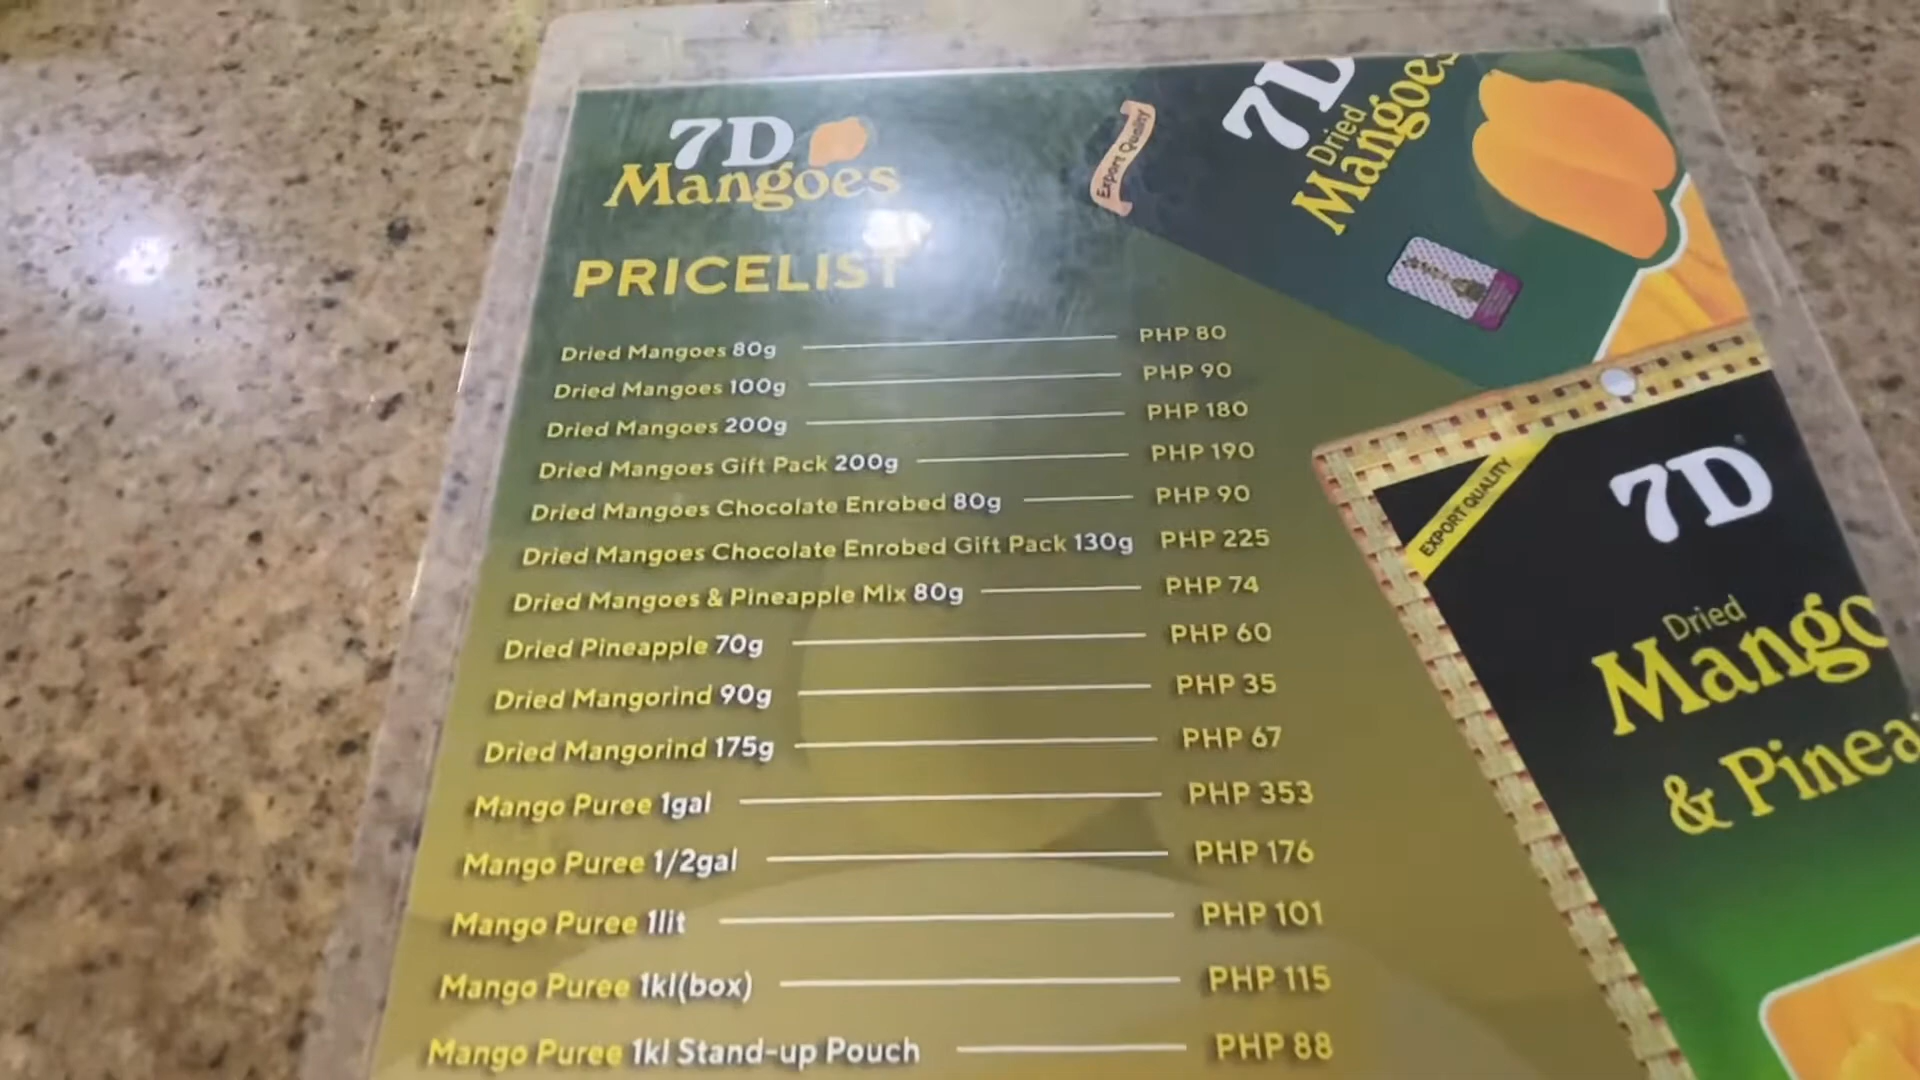 7D
Mangoes
PRICELIST
Dried Mangoes 80g PHP 80
Dried Mangoes 100g PHP 90
Dried Mangoes 200g PHP 180
Dried Mangoes Gift Pack 200g PHP 190
Dried Mangoes Chocolate Enrobed 80g PHP 90
Dried Mangoes Chocolate Enrobed Gift Pack 130g PHP 225
Dried Mangoes & Pineapple Mix 80g PHP 74
Dried Pineapple 70g PHP 60
Dried Mangorind 90g PHP 35
Dried Mangorind 175g PHP 67
Mango Puree 1gal PHP 353
Mango Puree 1/2gal PHP 176
Mango Puree 1lit PHP 101
Mango Puree 1kl(box) PHP 115
Mango Puree 1kl Stand-up Pouch PHP 88
Export Quality
7D
Dried
Mangoes
EXPORT QUALITY
7D
Dried
Mango
& Pinea